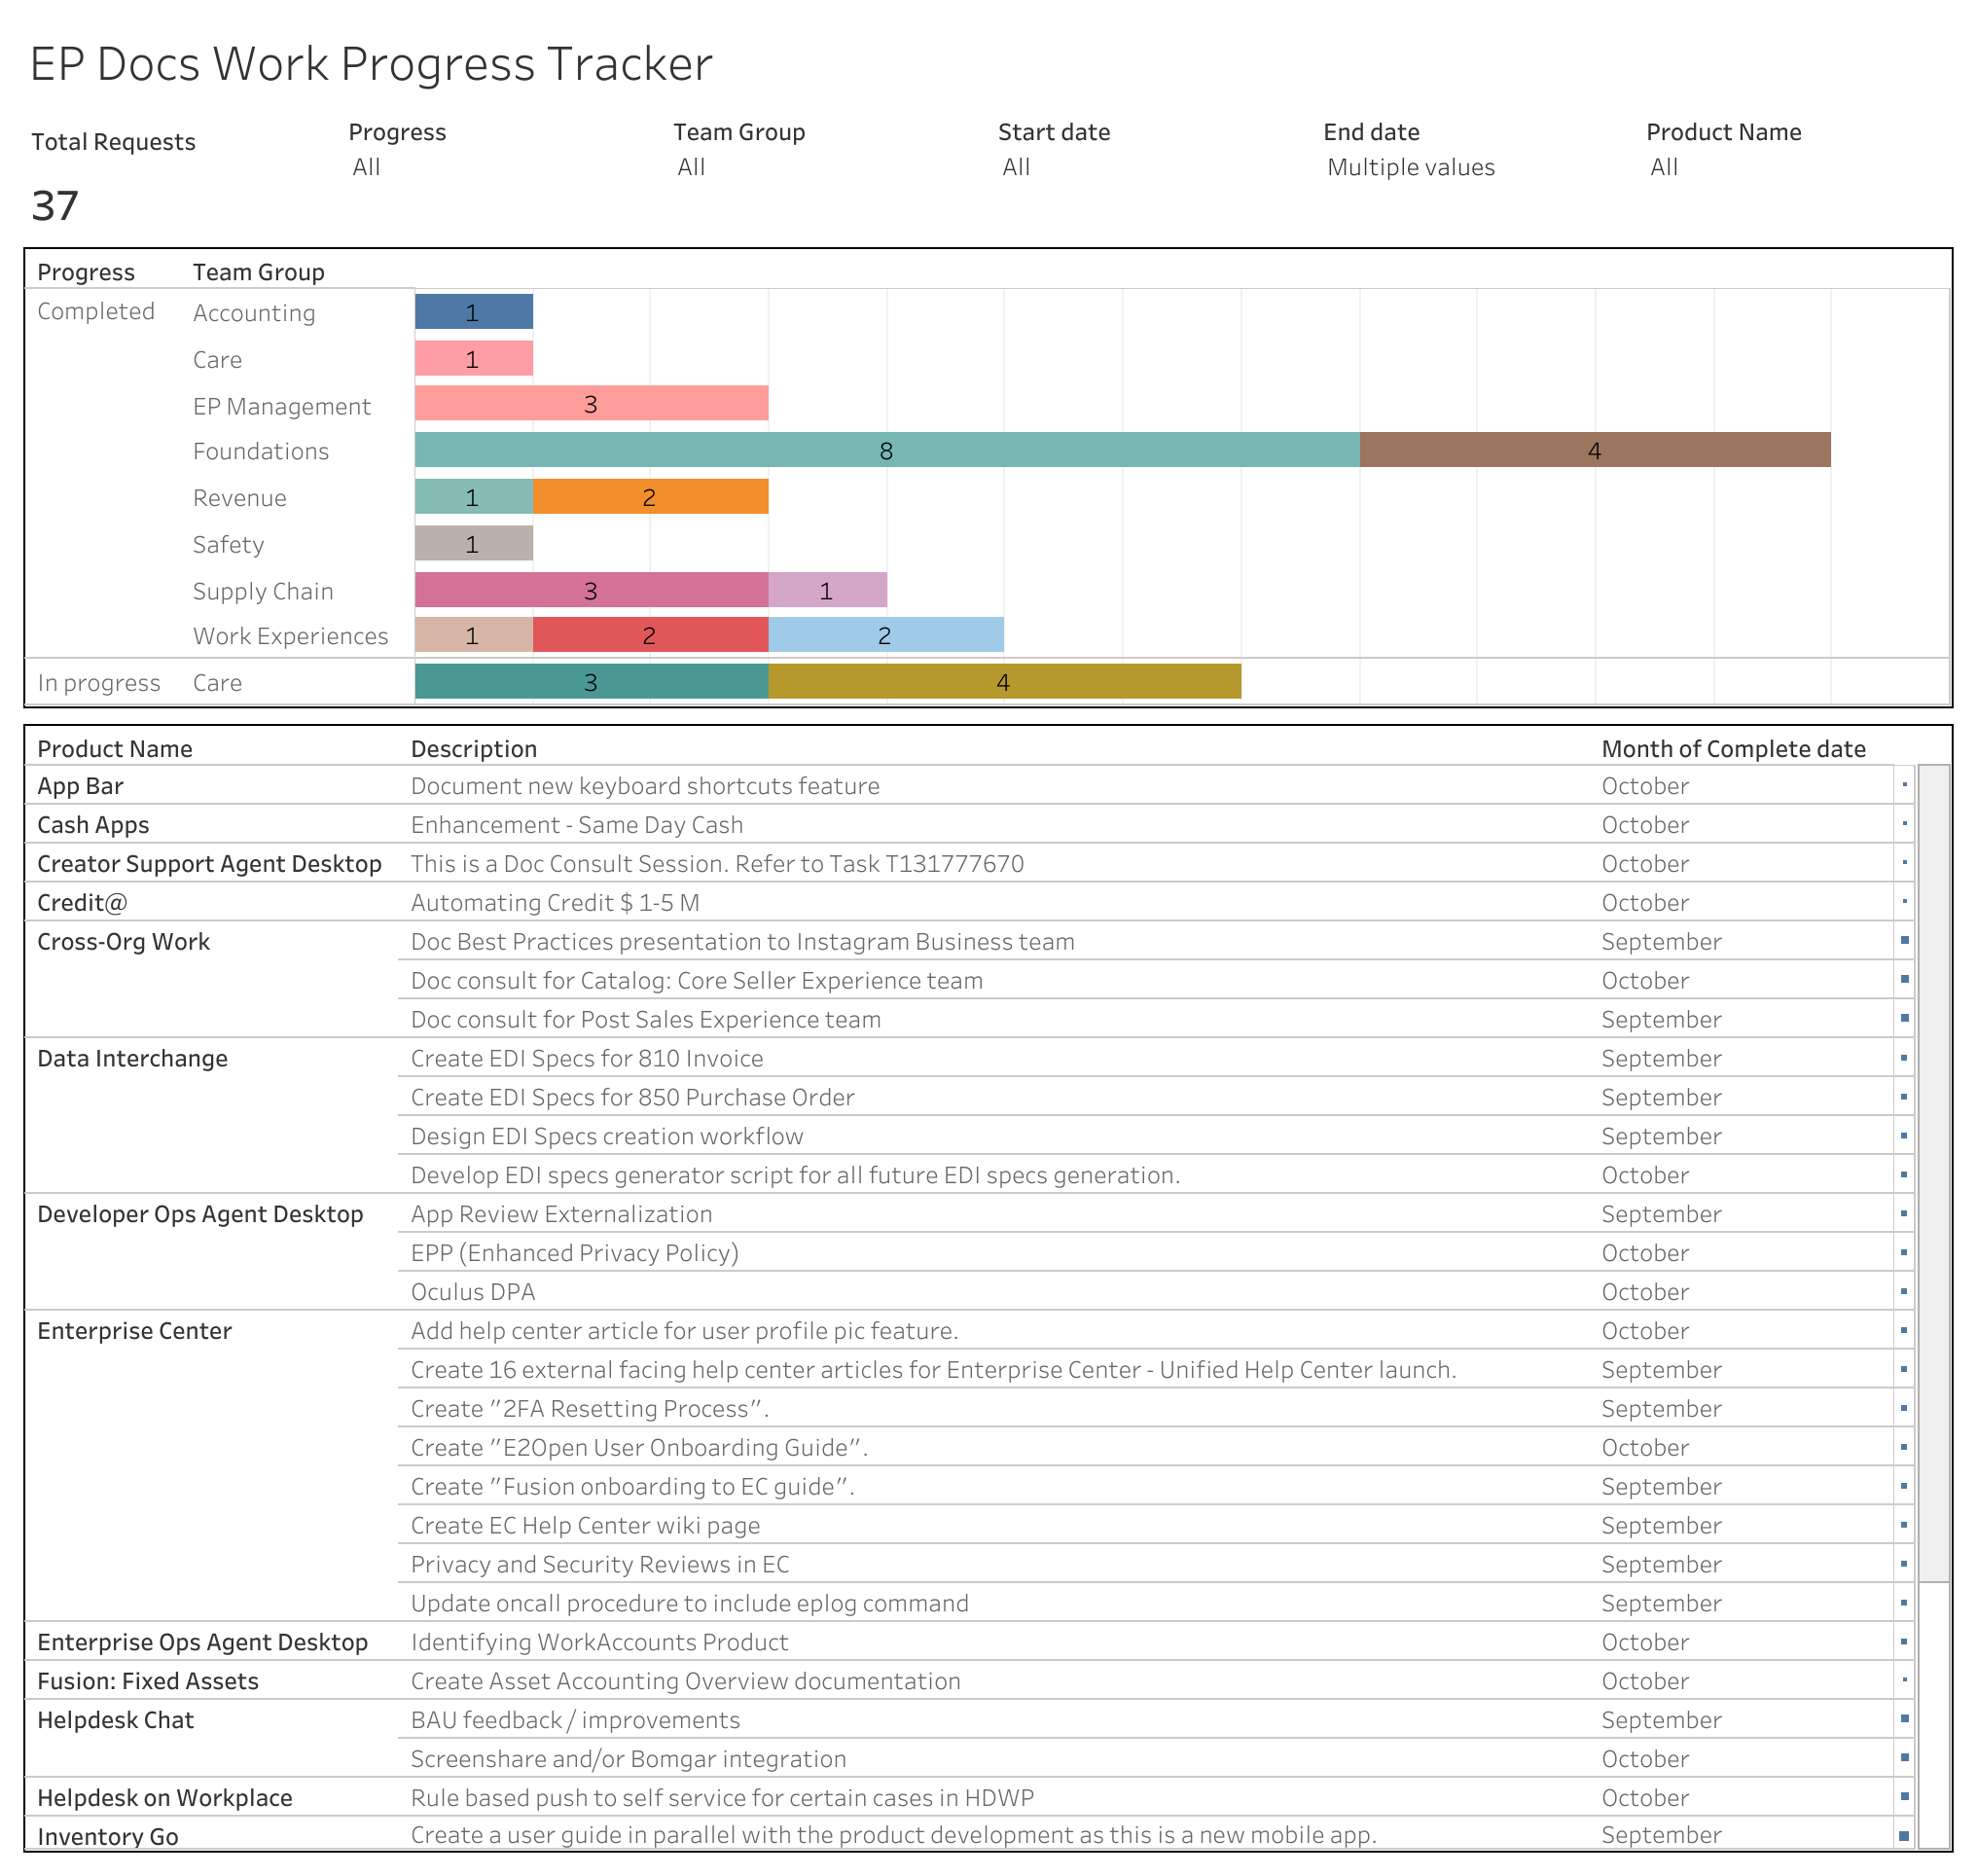 EP Docs Work Progress Tracker
Total Requests
37
Progress
All
Team Group
All
Start date
All
End date
Multiple values
Product Name
All
Progress Team Group
Completed Accounting 1
Care 1
EP Management 3
Foundations 8 4
Revenue 1 2
Safety 1
Supply Chain 3 1
Work Experiences 1 2 2
In progress Care 3 4
Product Name Description Month of Complete date
App Bar Document new keyboard shortcuts feature October
Cash Apps Enhancement - Same Day Cash October
Creator Support Agent Desktop This is a Doc Consult Session. Refer to Task T131777670 October
Credit@ Automating Credit $ 1-5 M October
Cross-Org Work Doc Best Practices presentation to Instagram Business team September
Doc consult for Catalog: Core Seller Experience team October
Doc consult for Post Sales Experience team September
Data Interchange Create EDI Specs for 810 Invoice September
Create EDI Specs for 850 Purchase Order September
Design EDI Specs creation workflow September
Develop EDI specs generator script for all future EDI specs generation. October
Developer Ops Agent Desktop App Review Externalization September
EPP (Enhanced Privacy Policy) October
Oculus DPA October
Enterprise Center Add help center article for user profile pic feature. October
Create 16 external facing help center articles for Enterprise Center - Unified Help Center launch. September
Create "2FA Resetting Process". September
Create "E2Open User Onboarding Guide". October
Create "Fusion onboarding to EC guide". September
Create EC Help Center wiki page September
Privacy and Security Reviews in EC September
Update oncall procedure to include eplog command September
Enterprise Ops Agent Desktop Identifying WorkAccounts Product October
Fusion: Fixed Assets Create Asset Accounting Overview documentation October
Helpdesk Chat BAU feedback / improvements September
Screenshare and/or Bomgar integration October
Helpdesk on Workplace Rule based push to self service for certain cases in HDWP October
Inventory Go Create a user guide in parallel with the product development as this is a new mobile app. September